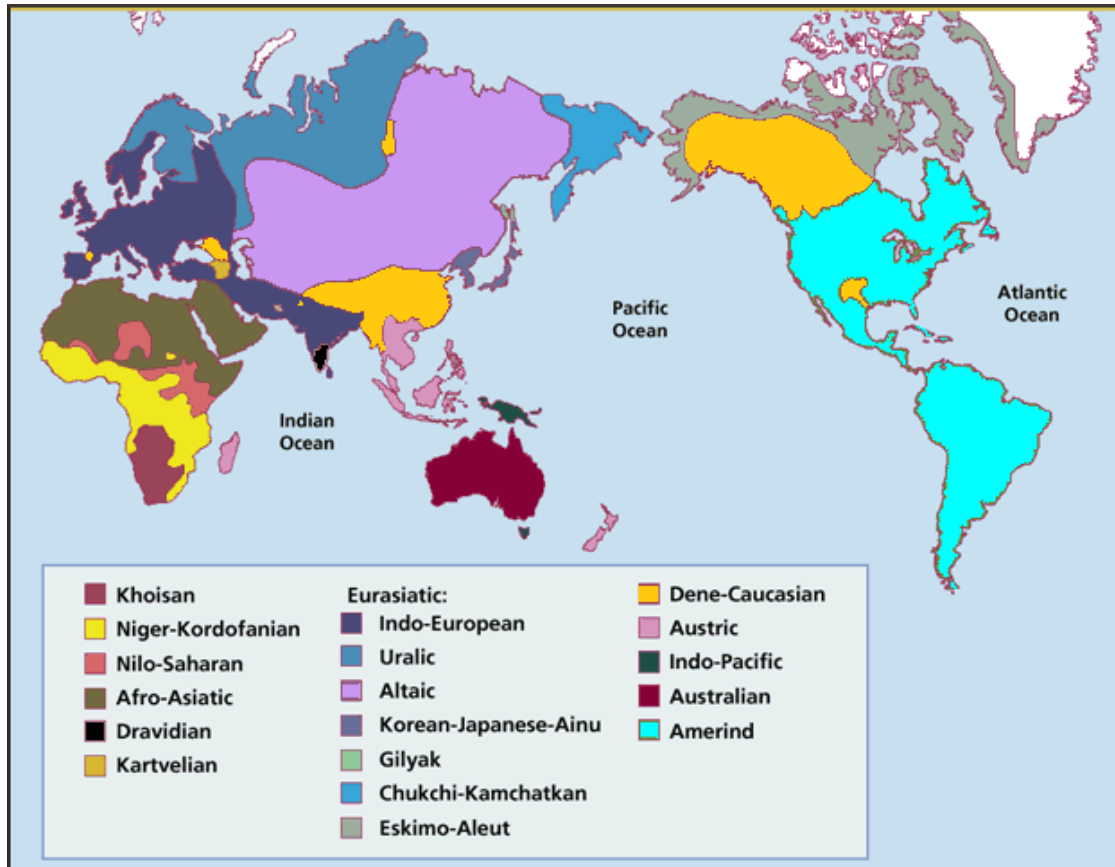 Pacific
Ocean
Atlantic
Ocean
Indian
Ocean
Khoisan
Niger-Kordofanian
Nilo-Saharan
Afro-Asiatic
Dravidian
Kartvelian
Eurasiatic:
Indo-European
Uralic
Altaic
Korean-Japanese-Ainu
Gilyak
Chukchi-Kamchatkan
Eskimo-Aleut
Dene-Caucasian
Austric
Indo-Pacific
Australian
Amerind